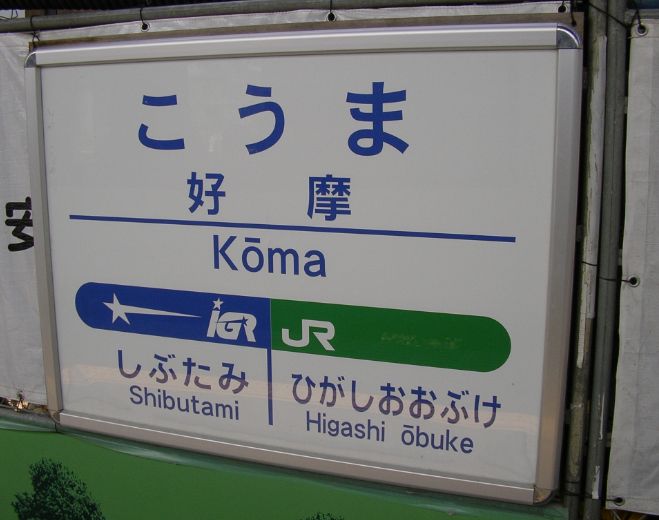 こうま
好摩
Kōma
IGR JR
しぶたみ ひがしおおぶけ
Shibutami Higashi ōbuke